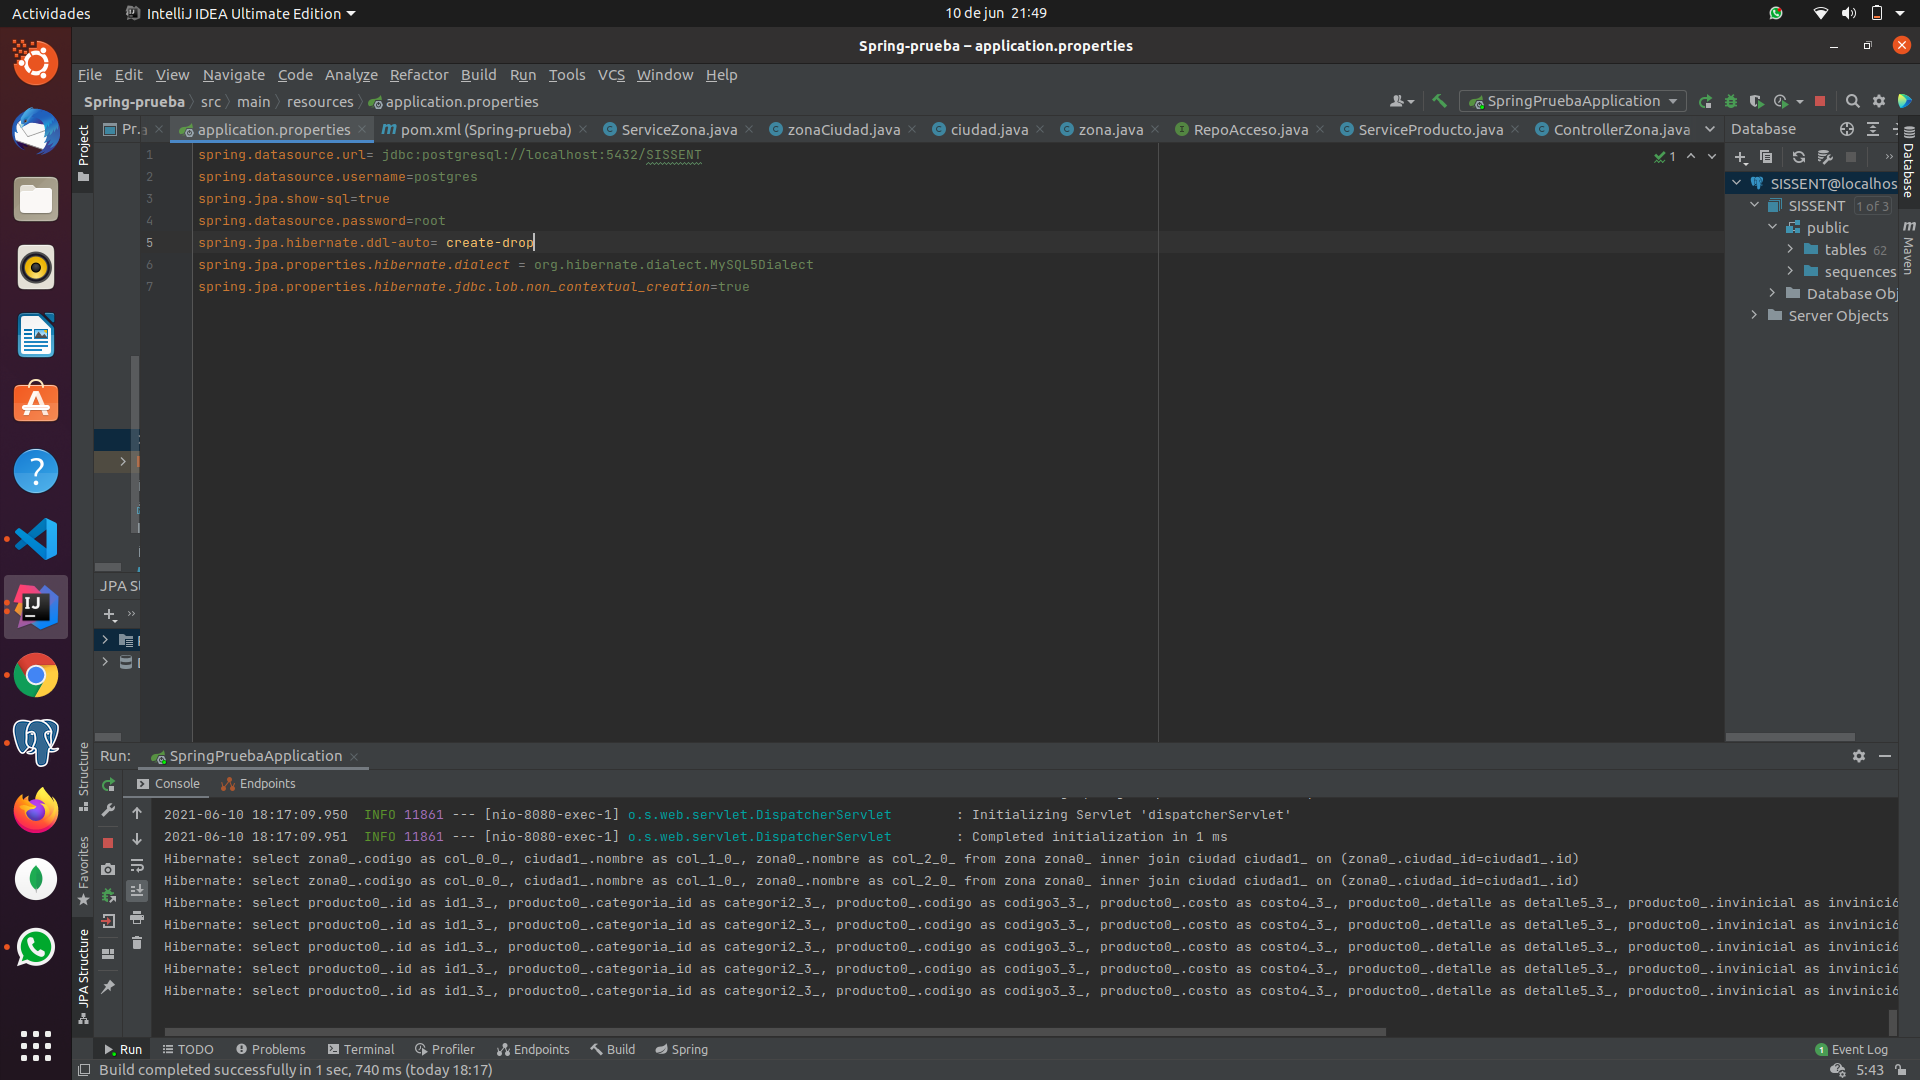 Actividades
IntelliJ IDEA Ultimate Edition
10 de jun 21:49
Spring-prueba – application.properties
File Edit View Navigate Code Analyze Refactor Build Run Tools VCS Window Help
Spring-prueba src main resources application.properties
SpringPruebaApplication
Project
Pr.a
application.properties
pom.xml (Spring-prueba)
ServiceZona.java
zonaCiudad.java
ciudad.java
zona.java
RepoAcceso.java
ServiceProducto.java
ControllerZona.java
Database
1 spring.datasource.url= jdbc:postgresql://localhost:5432/SISSENT
2 spring.datasource.username=postgres
3 spring.jpa.show-sql=true
4 spring.datasource.password=root
5 spring.jpa.hibernate.ddl-auto= create-drop
6 spring.jpa.properties.hibernate.dialect = org.hibernate.dialect.MySQL5Dialect
7 spring.jpa.properties.hibernate.jdbc.lob.non_contextual_creation=true
1
SISSENT@localhos
SISSENT 1 of 3
public
tables 62
sequences
Database Obj
Server Objects
Database
Maven
JPA S
Structure
Favorites
JPA Structure
Run: SpringPruebaApplication
Console Endpoints
2021-06-10 18:17:09.950 INFO 11861 --- [nio-8080-exec-1] o.s.web.servlet.DispatcherServlet : Initializing Servlet 'dispatcherServlet'
2021-06-10 18:17:09.951 INFO 11861 --- [nio-8080-exec-1] o.s.web.servlet.DispatcherServlet : Completed initialization in 1 ms
Hibernate: select zona0_.codigo as col_0_0_, ciudad1_.nombre as col_1_0_, zona0_.nombre as col_2_0_ from zona zona0_ inner join ciudad ciudad1_ on (zona0_.ciudad_id=ciudad1_.id)
Hibernate: select zona0_.codigo as col_0_0_, ciudad1_.nombre as col_1_0_, zona0_.nombre as col_2_0_ from zona zona0_ inner join ciudad ciudad1_ on (zona0_.ciudad_id=ciudad1_.id)
Hibernate: select producto0_.id as id1_3_, producto0_.categoria_id as categori2_3_, producto0_.codigo as codigo3_3_, producto0_.costo as costo4_3_, producto0_.detalle as detalle5_3_, producto0_.invinicial as invinici6
Hibernate: select producto0_.id as id1_3_, producto0_.categoria_id as categori2_3_, producto0_.codigo as codigo3_3_, producto0_.costo as costo4_3_, producto0_.detalle as detalle5_3_, producto0_.invinicial as invinici6
Hibernate: select producto0_.id as id1_3_, producto0_.categoria_id as categori2_3_, producto0_.codigo as codigo3_3_, producto0_.costo as costo4_3_, producto0_.detalle as detalle5_3_, producto0_.invinicial as invinici6
Hibernate: select producto0_.id as id1_3_, producto0_.categoria_id as categori2_3_, producto0_.codigo as codigo3_3_, producto0_.costo as costo4_3_, producto0_.detalle as detalle5_3_, producto0_.invinicial as invinici6
Hibernate: select producto0_.id as id1_3_, producto0_.categoria_id as categori2_3_, producto0_.codigo as codigo3_3_, producto0_.costo as costo4_3_, producto0_.detalle as detalle5_3_, producto0_.invinicial as invinici6
Run TODO Problems Terminal Profiler Endpoints Build Spring
1 Event Log
Build completed successfully in 1 sec, 740 ms (today 18:17)
5:43